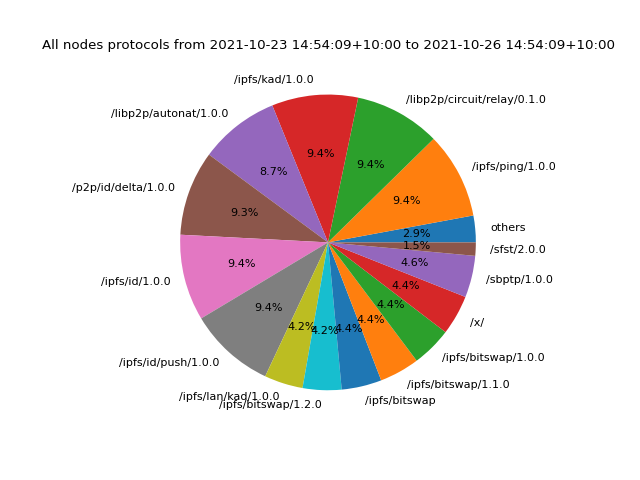 All nodes protocols from 2021-10-23 14:54:09+10:00 to 2021-10-26 14:54:09+10:00
others
2.9%
/ipfs/ping/1.0.0
9.4%
/libp2p/circuit/relay/0.1.0
9.4%
/ipfs/kad/1.0.0
9.4%
/libp2p/autonat/1.0.0
8.7%
/p2p/id/delta/1.0.0
9.3%
/ipfs/id/1.0.0
9.4%
/ipfs/id/push/1.0.0
9.4%
/ipfs/lan/kad/1.0.0
4.2%
/ipfs/bitswap/1.2.0
4.2%
/ipfs/bitswap
4.4%
/ipfs/bitswap/1.1.0
4.4%
/ipfs/bitswap/1.0.0
4.4%
/x/
4.4%
/sbptp/1.0.0
4.6%
/sfst/2.0.0
1.5%